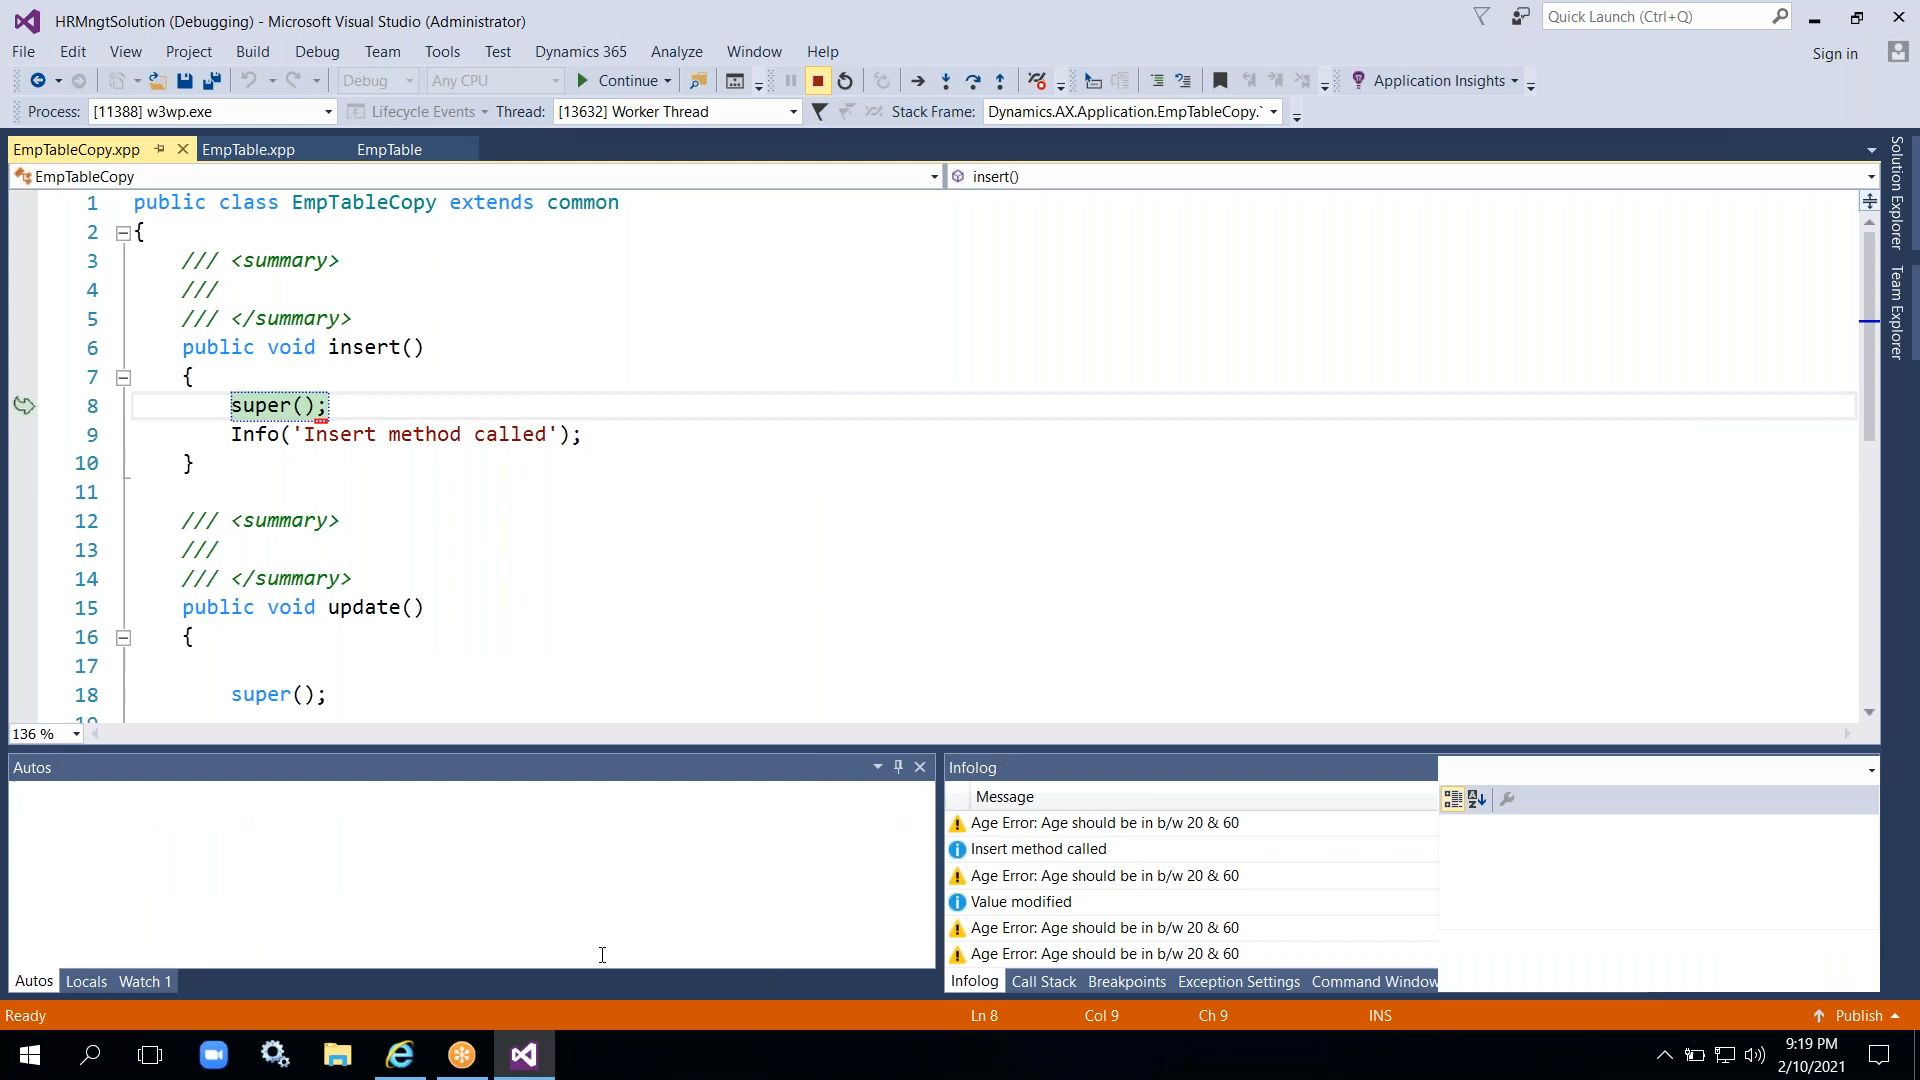 HRMngtSolution (Debugging) - Microsoft Visual Studio (Administrator)
Quick Launch (Ctrl+Q)
File Edit View Project Build Debug Team Tools Test Dynamics 365 Analyze Window Help
Sign in
Debug Any CPU Continue Application Insights
Process: [11388] w3wp.exe Lifecycle Events Thread: [13632] Worker Thread Stack Frame: Dynamics.AX.Application.EmpTableCopy.`
EmpTableCopy.xpp EmpTable.xpp EmpTable
EmpTableCopy insert()
1 public class EmpTableCopy extends common
2 {
3 /// <summary>
4 ///
5 /// </summary>
6 public void insert()
7 {
8 super();
9 Info('Insert method called');
10 }
11
12 /// <summary>
13 ///
14 /// </summary>
15 public void update()
16 {
17
18 super();
19
136 %
Solution Explorer
Team Explorer
Autos
Autos Locals Watch 1
Infolog
Message
Age Error: Age should be in b/w 20 & 60
Insert method called
Age Error: Age should be in b/w 20 & 60
Value modified
Age Error: Age should be in b/w 20 & 60
Age Error: Age should be in b/w 20 & 60
Infolog Call Stack Breakpoints Exception Settings Command Window
Ready Ln 8 Col 9 Ch 9 INS Publish
9:19 PM
2/10/2021